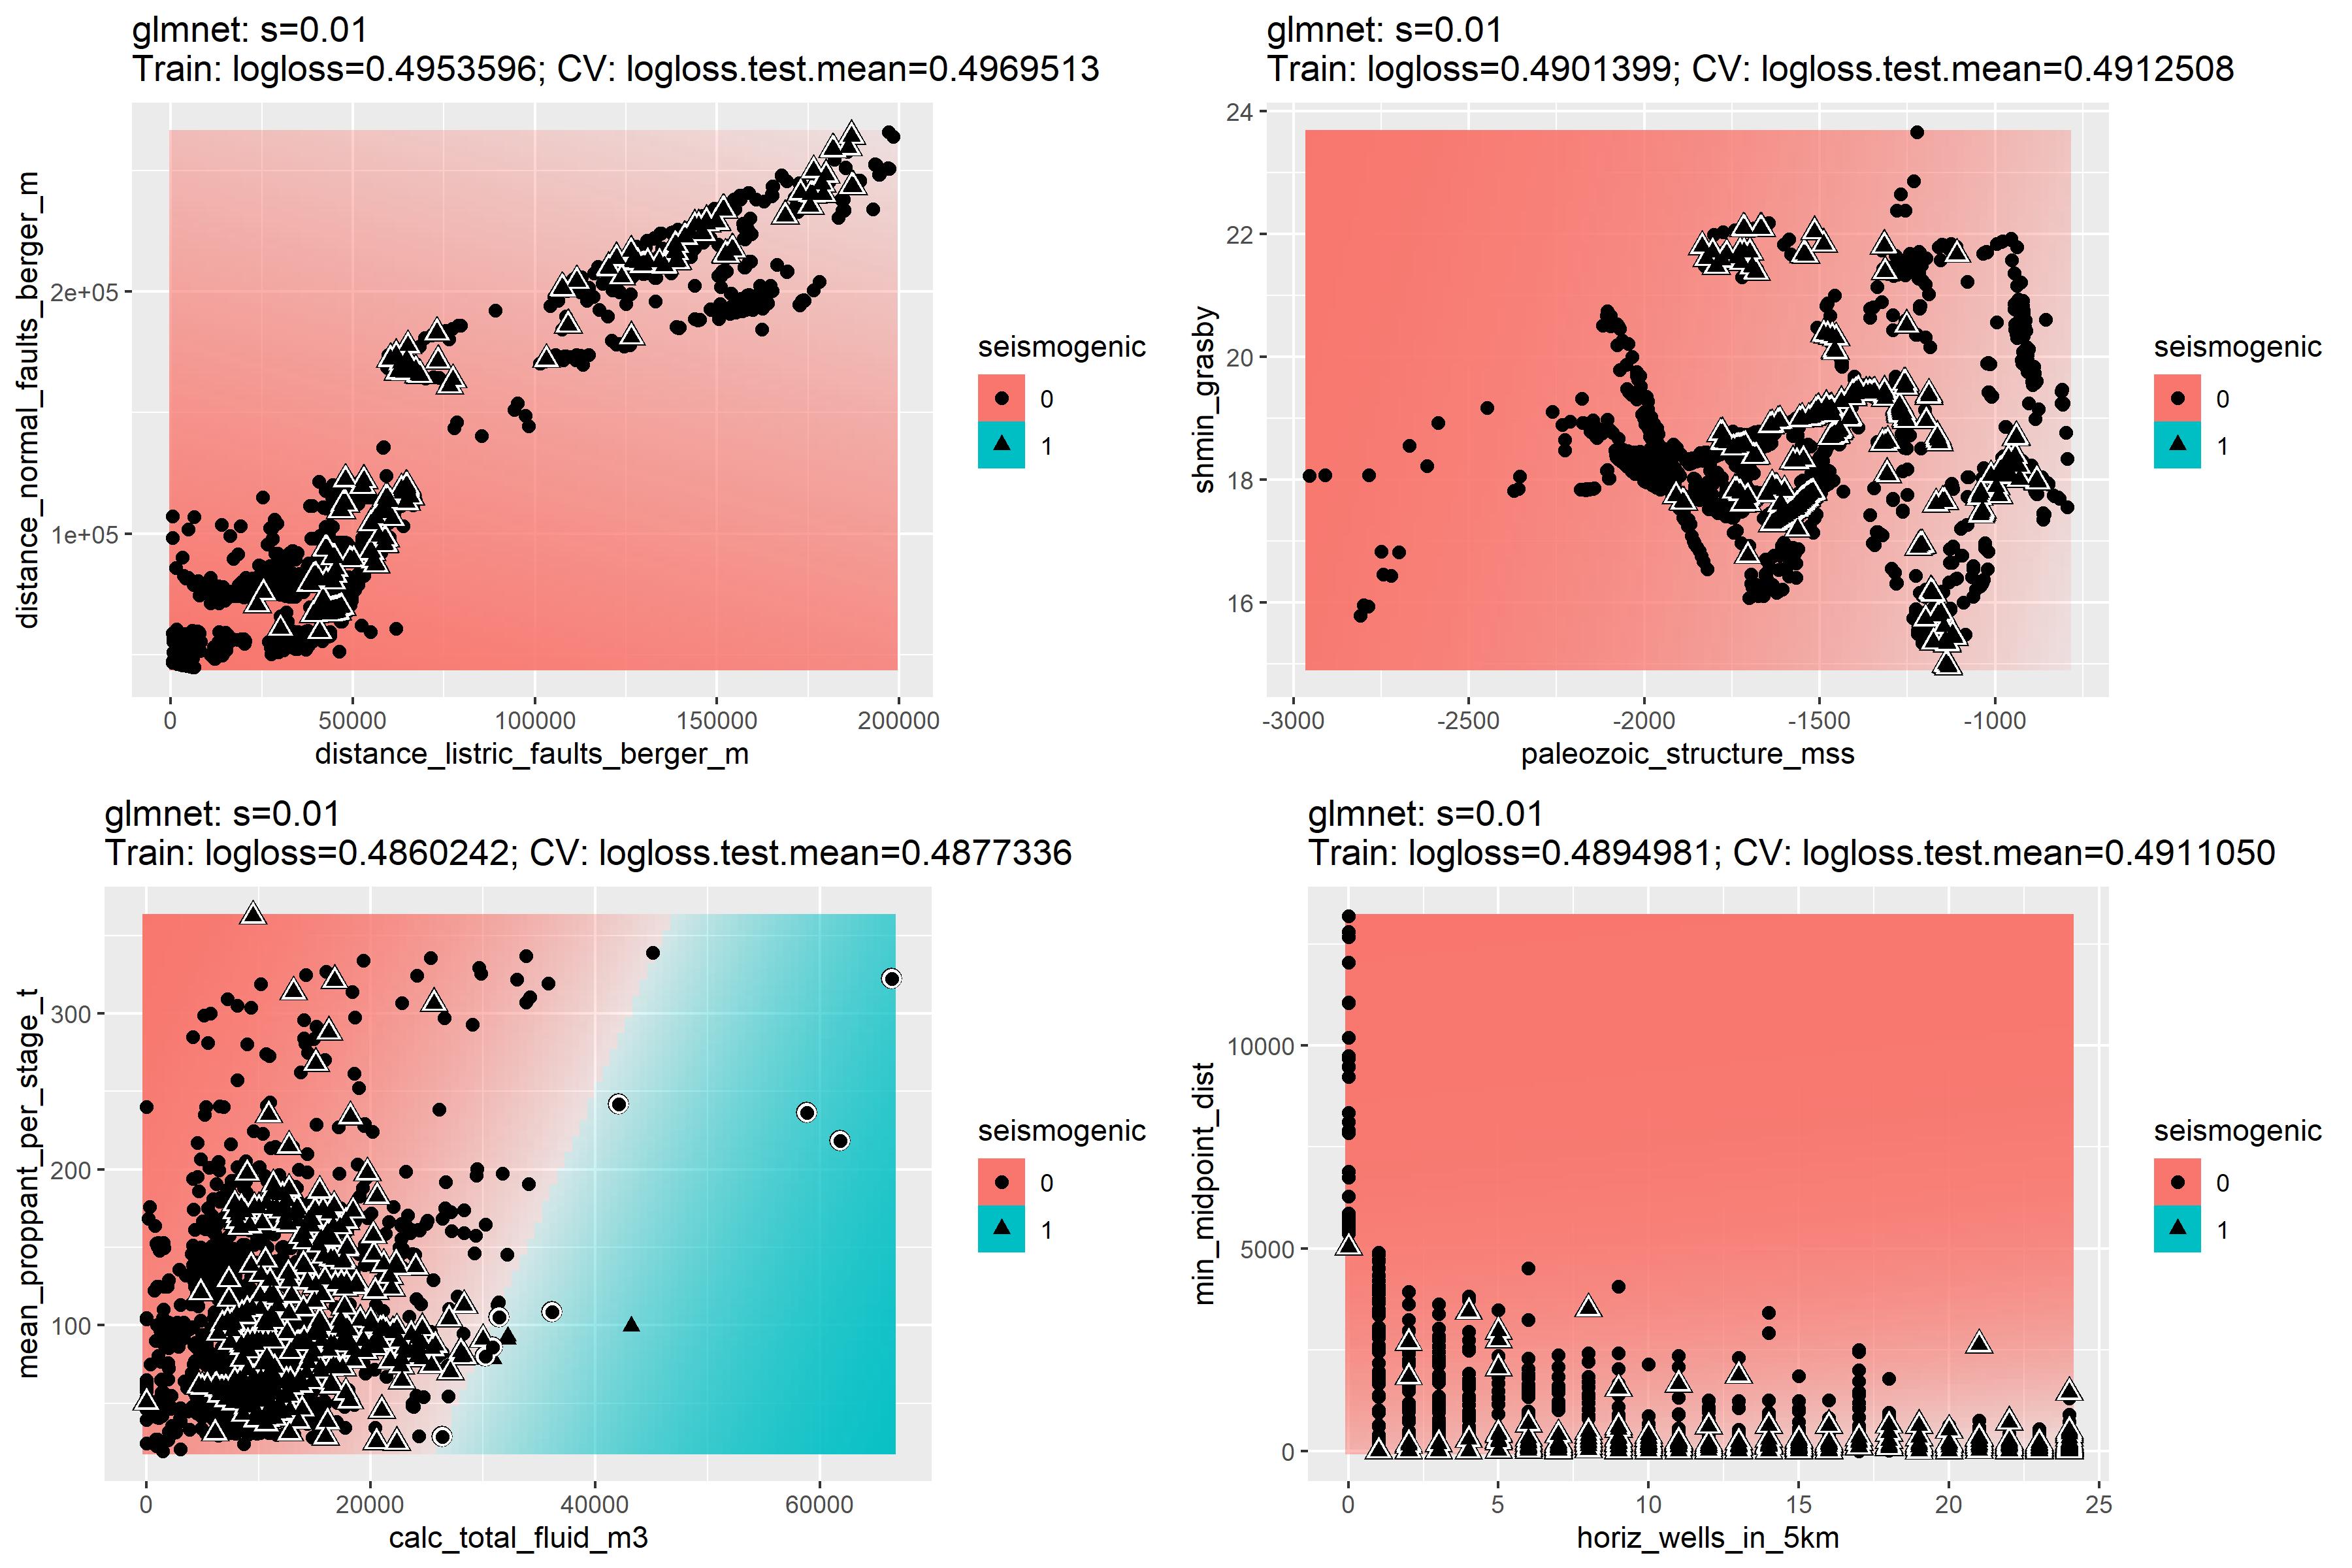 glmnet: s=0.01
Train: logloss=0.4953596; CV: logloss.test.mean=0.4969513
distance_normal_faults_berger_m
2e+05
1e+05
0
50000
100000
150000
200000
distance_listric_faults_berger_m
seismogenic
0
1
glmnet: s=0.01
Train: logloss=0.4901399; CV: logloss.test.mean=0.4912508
shmin_grasby
24
22
20
18
16
-3000
-2500
-2000
-1500
-1000
paleozoic_structure_mss
seismogenic
0
1
glmnet: s=0.01
Train: logloss=0.4860242; CV: logloss.test.mean=0.4877336
mean_proppant_per_stage_t
300
200
100
0
20000
40000
60000
calc_total_fluid_m3
seismogenic
0
1
glmnet: s=0.01
Train: logloss=0.4894981; CV: logloss.test.mean=0.4911050
min_midpoint_dist
10000
5000
0
0
5
10
15
20
25
horiz_wells_in_5km
seismogenic
0
1